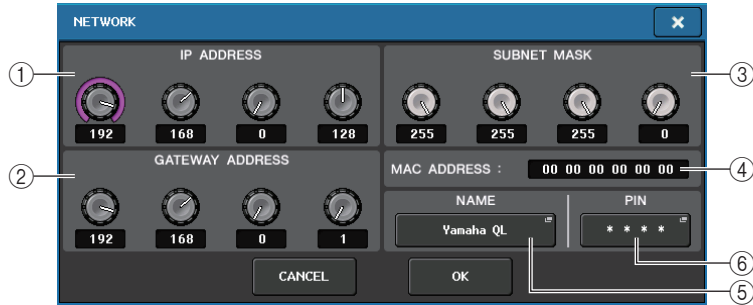 NETWORK
IP ADDRESS
SUBNET MASK
1
3
192 168 0 128
255 255 255 0
GATEWAY ADDRESS
MAC ADDRESS :
00 00 00 00 00 00
4
2
NAME
PIN
192 168 0 1
Yamaha QL
* * * *
CANCEL
OK
6
5